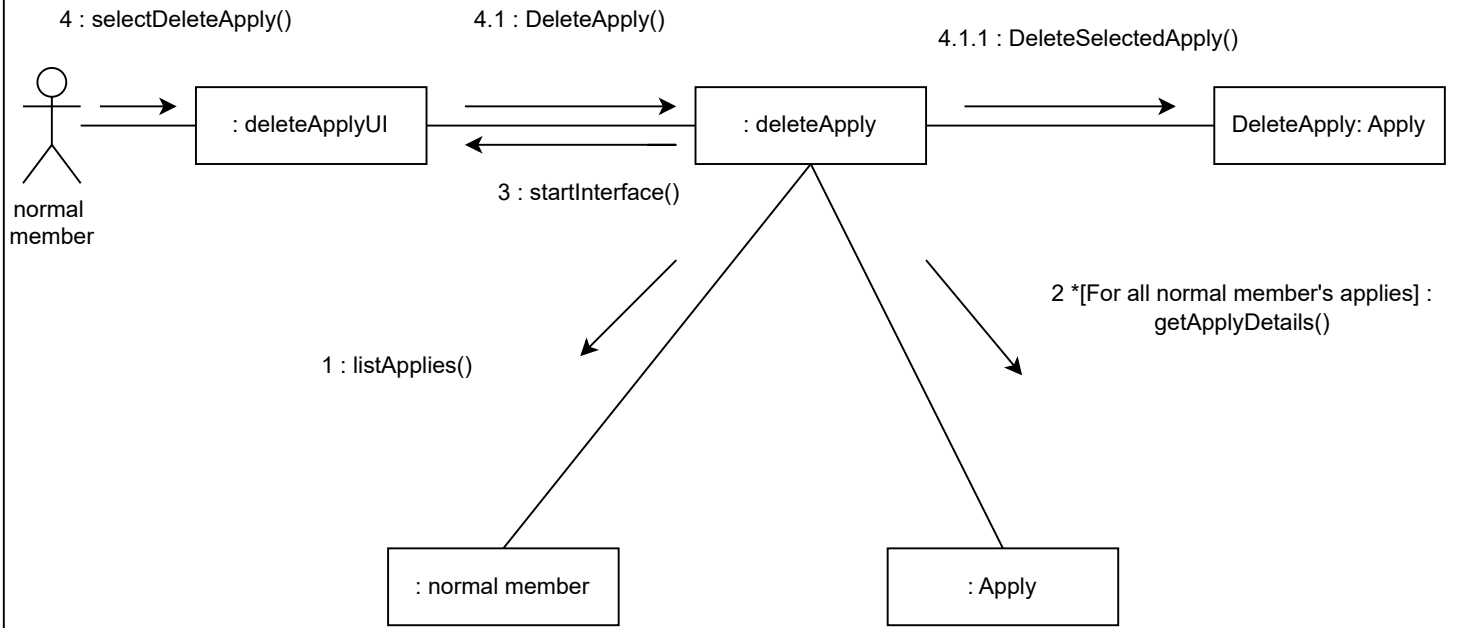 4 : selectDeleteApply()
4.1 : DeleteApply()
4.1.1 : DeleteSelectedApply()
: deleteApplyUI
: deleteApply
DeleteApply: Apply
3 : startInterface()
normal
member
2 *[For all normal member's applies] :
getApplyDetails()
1 : listApplies()
: normal member
: Apply